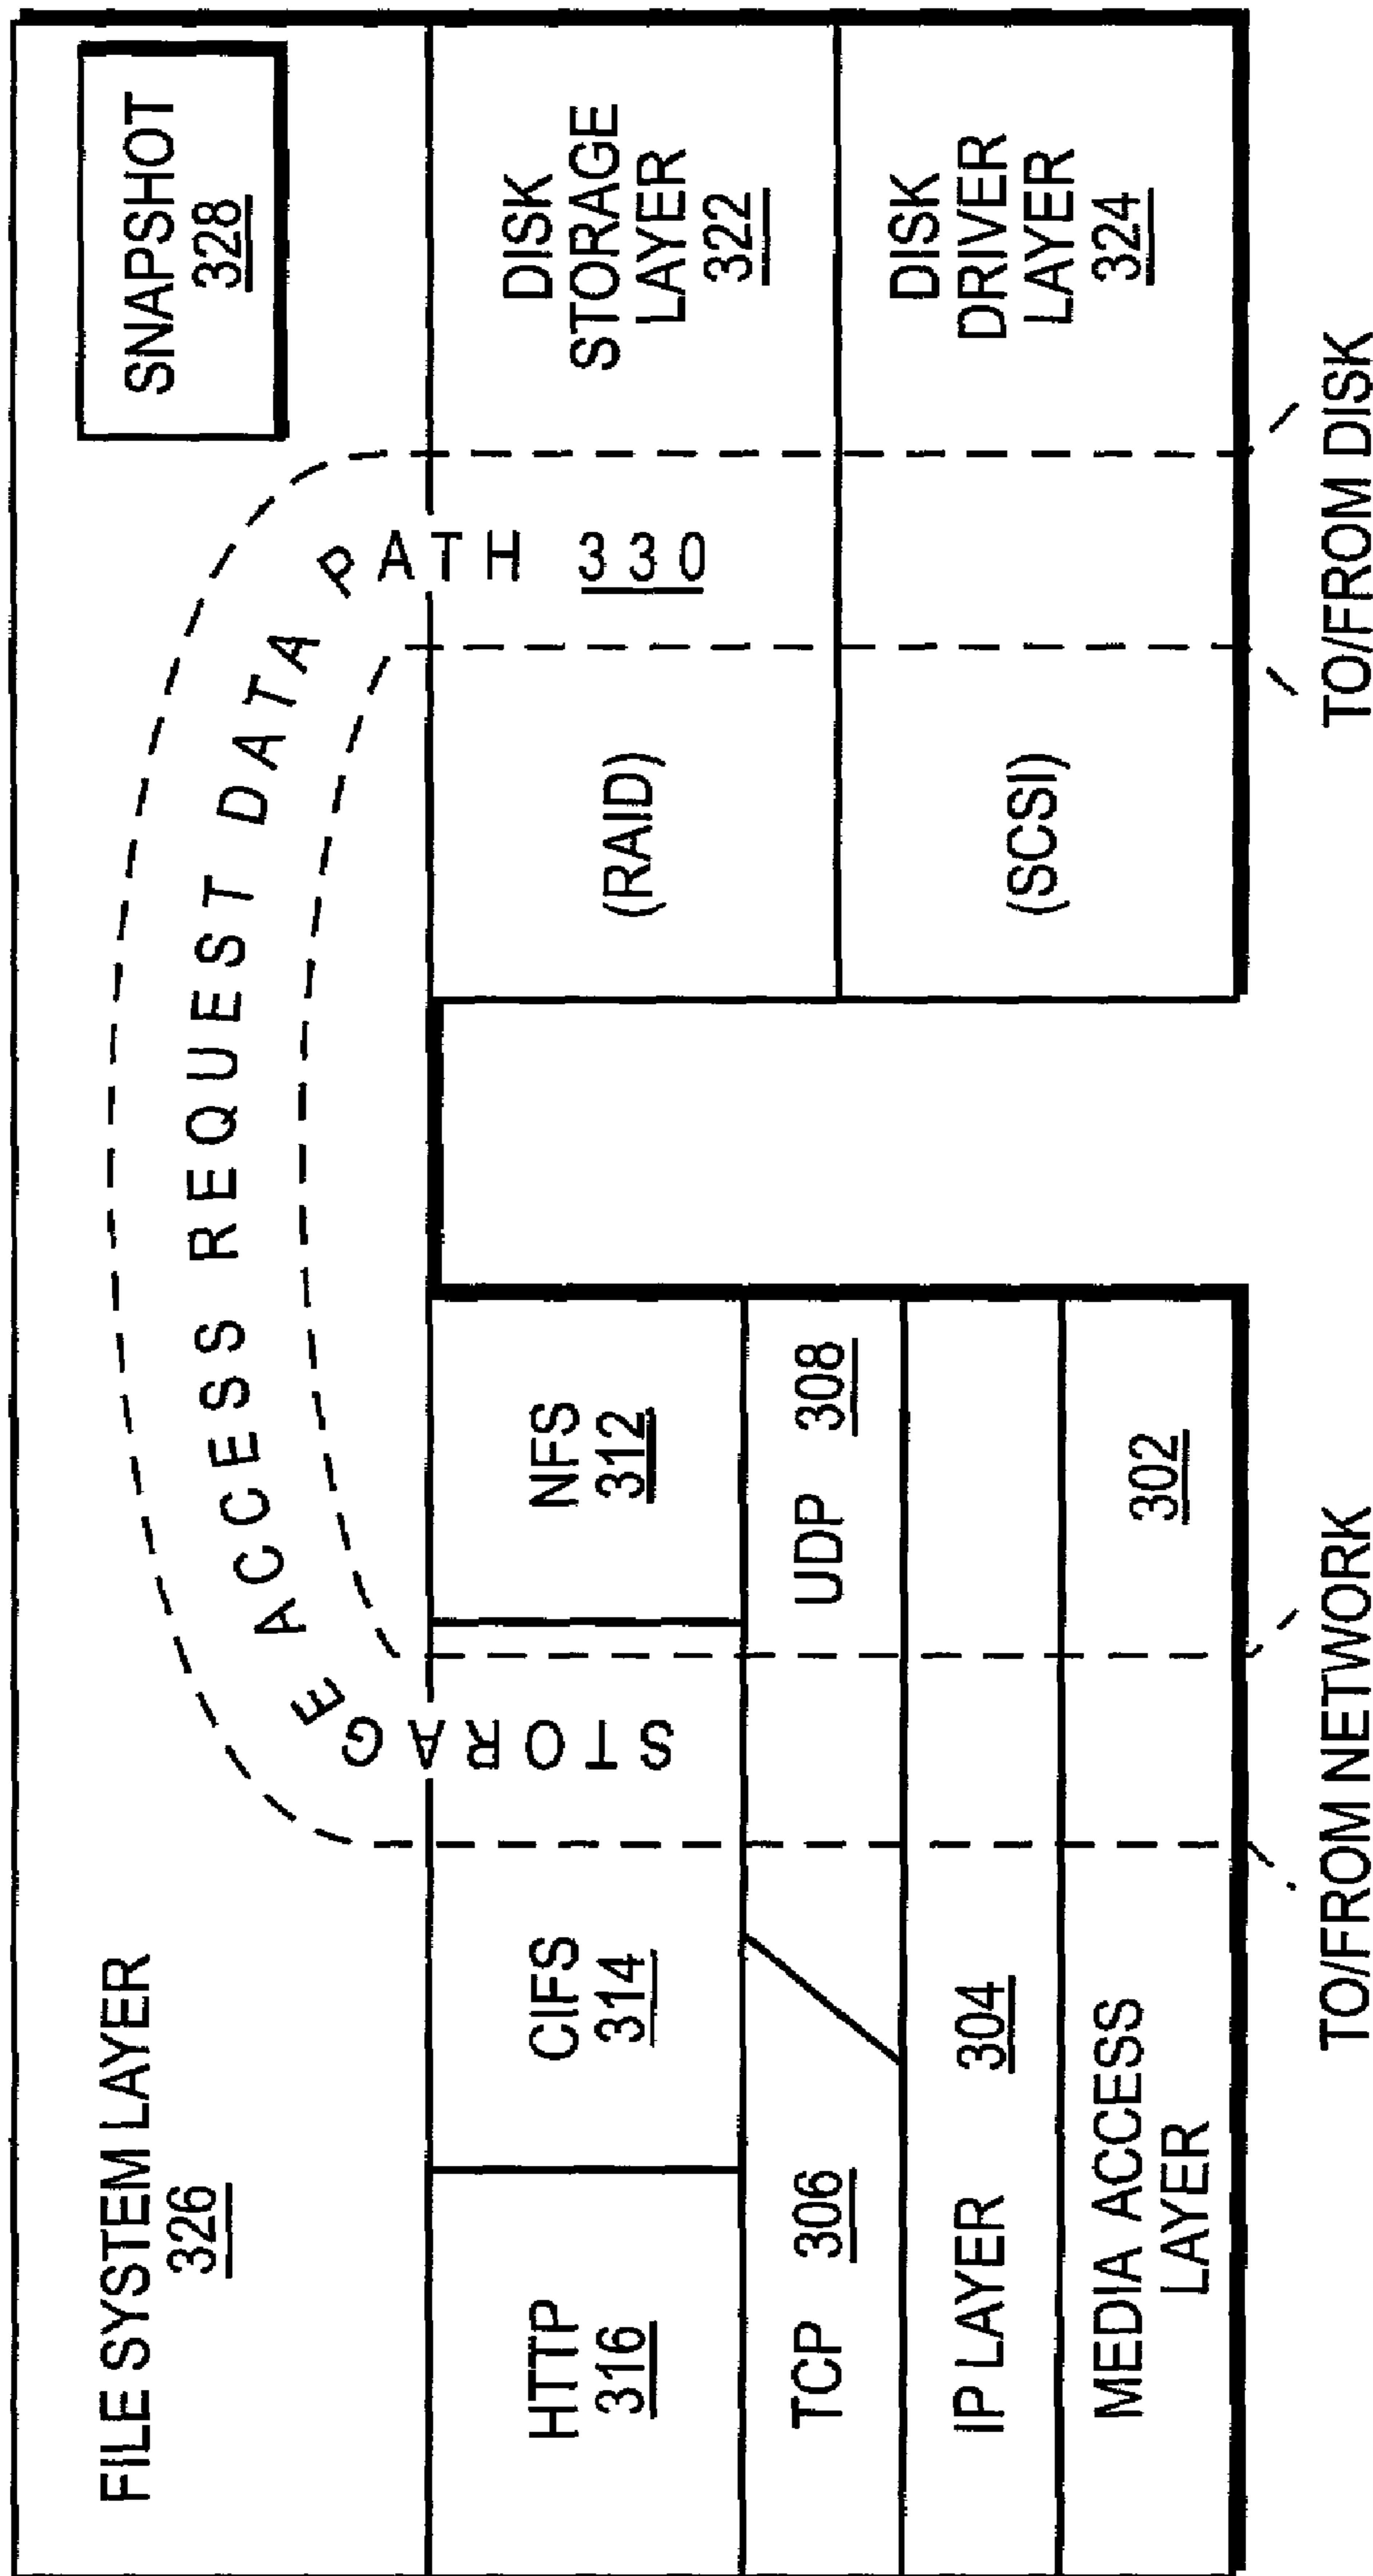 FILE SYSTEM LAYER
326
SNAPSHOT
328
STORAGE ACCESS REQUEST DATA PATH 330
HTTP
316
CIFS
314
NFS
312
TCP 306
UDP 308
IP LAYER 304
MEDIA ACCESS
LAYER
302
(RAID)
DISK
STORAGE
LAYER
322
(SCSI)
DISK
DRIVER
LAYER
324
TO/FROM NETWORK
TO/FROM DISK